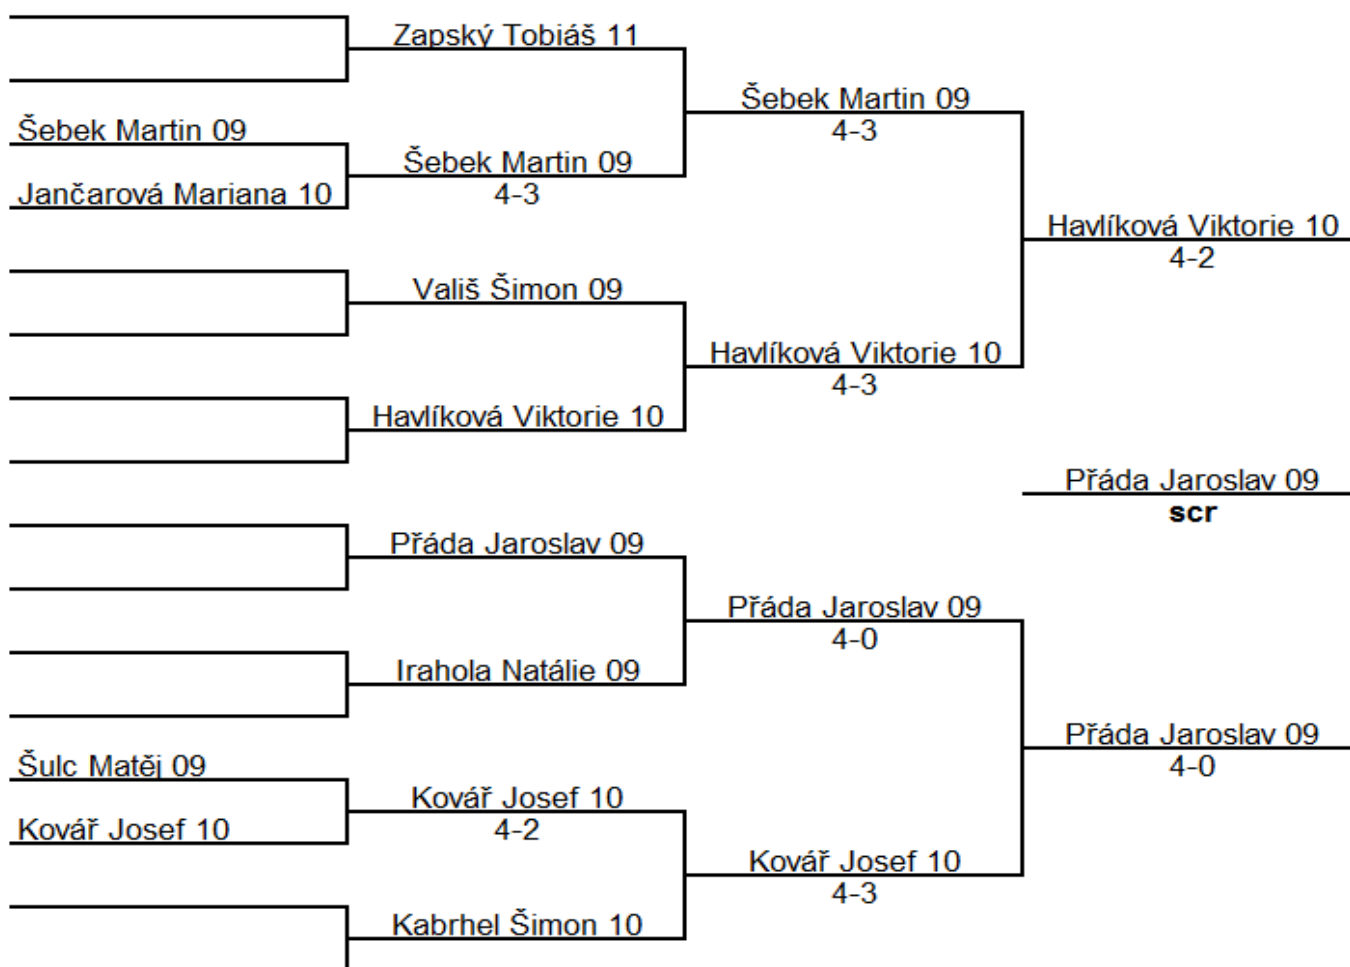 Zapský Tobiáš 11
Šebek Martin 09
4-3
Šebek Martin 09
Jančarová Mariana 10
Šebek Martin 09
4-3
Havlíková Viktorie 10
4-2
Vališ Šimon 09
Havlíková Viktorie 10
4-3
Havlíková Viktorie 10
Přáda Jaroslav 09
scr
Přáda Jaroslav 09
Přáda Jaroslav 09
4-0
Irahola Natálie 09
Přáda Jaroslav 09
4-0
Šulc Matěj 09
Kovář Josef 10
4-2
Kovář Josef 10
Kovář Josef 10
4-3
Kabrhel Šimon 10